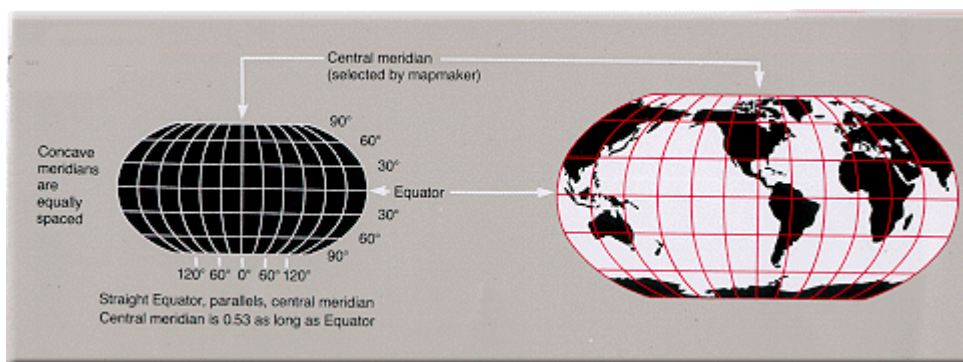 Central meridian
(selected by mapmaker)
Concave
meridians
are
equally
spaced
90°
60°
30°
Equator
30°
60°
90°
120° 60° 0° 60° 120°
Straight Equator, parallels, central meridian
Central meridian is 0.53 as long as Equator